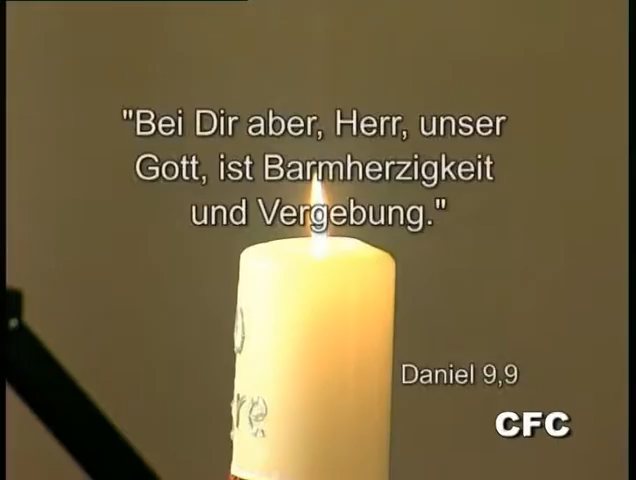 "Bei Dir aber, Herr, unser
Gott, ist Barmherzigkeit
und Vergebung."
Daniel 9,9
CFC